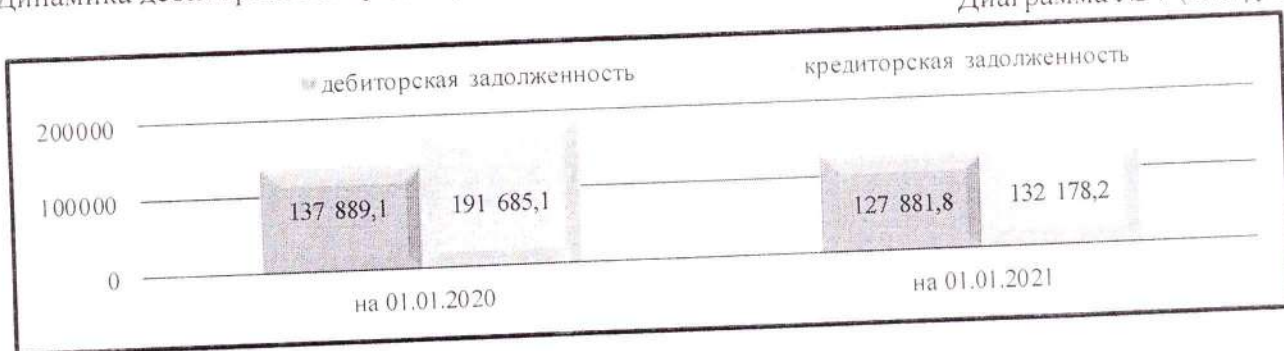 дебиторская задолженность
кредиторская задолженность
200000
100000
0
137 889,1
191 685,1
127 881,8
132 178,2
на 01.01.2020
на 01.01.2021